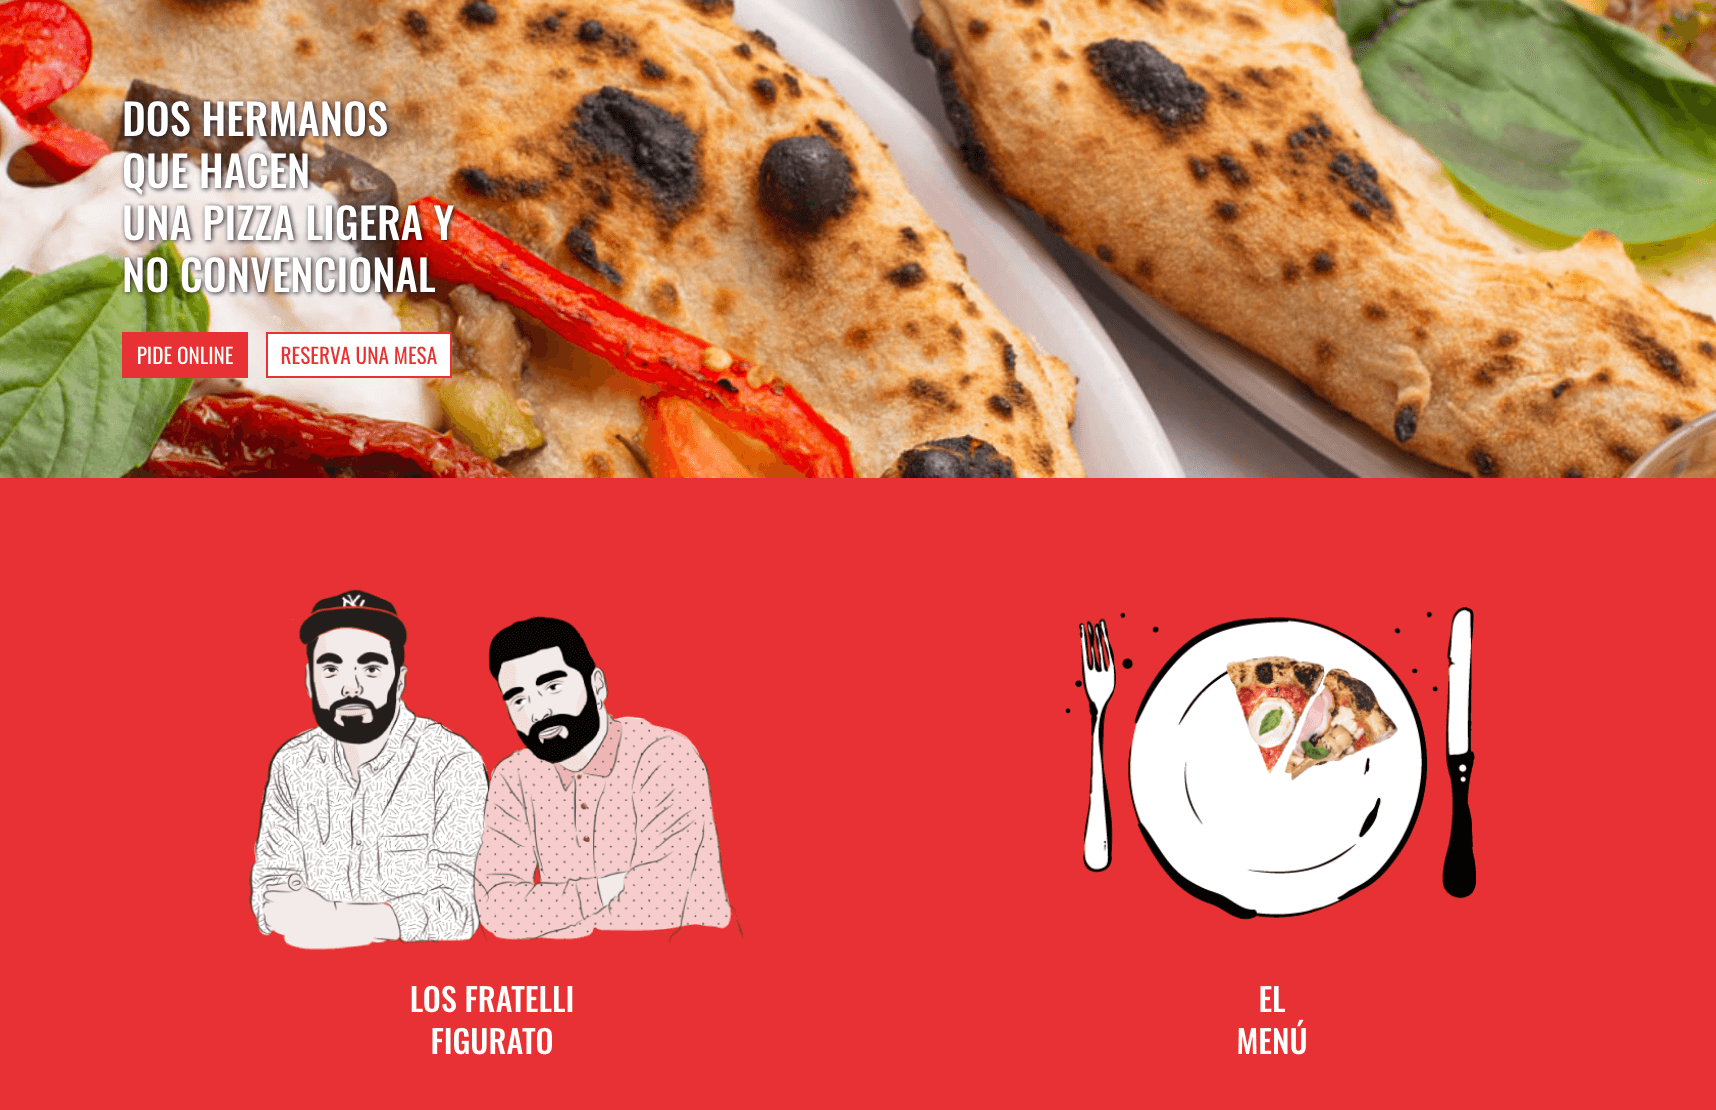 DOS HERMANOS
QUE HACEN
UNA PIZZA LIGERA Y
NO CONVENCIONAL
PIDE ONLINE
RESERVA UNA MESA
NY
LOS FRATELLI
FIGURATO
EL
MENÚ